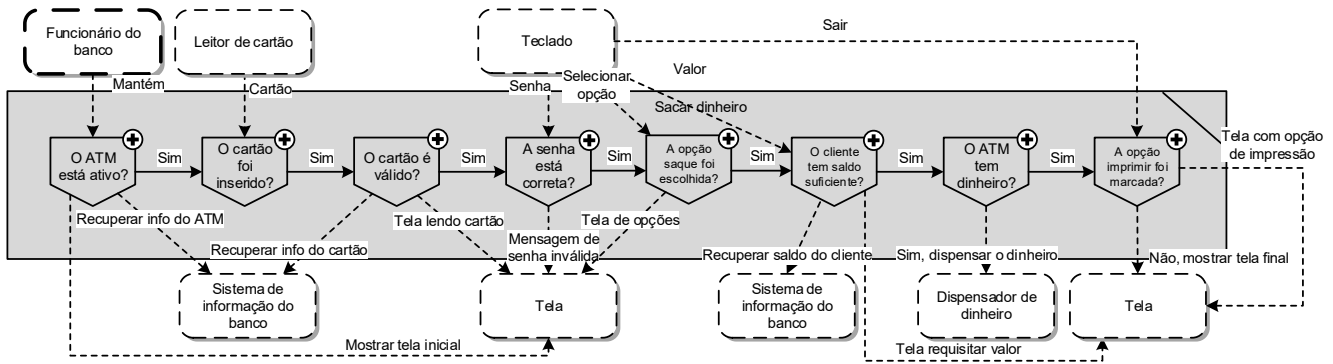 Funcionário do
banco
Leitor de cartão
Teclado
Sair
Mantém
Cartão
Senha
Selecionar
opção
Valor
Sacar dinheiro
Tela com opção
de impressão
O ATM
está ativo?
Sim
O cartão
foi
inserido?
Sim
O cartão é
válido?
Sim
A senha
está
correta?
Sim
A opção
saque foi
escolhida?
Sim
O cliente
tem saldo
suficiente?
Sim
O ATM
tem
dinheiro?
Sim
A opção
imprimir foi
marcada?
Recuperar info do ATM
Recuperar info do cartão
Tela lendo cartão
Mensagem de
senha inválida
Tela de opções
Recuperar saldo do cliente
Sim, dispensar o dinheiro
Não, mostrar tela final
Sistema de
informação do
banco
Tela
Sistema de
informação do
banco
Dispensador de
dinheiro
Tela
Mostrar tela inicial
Tela requisitar valor